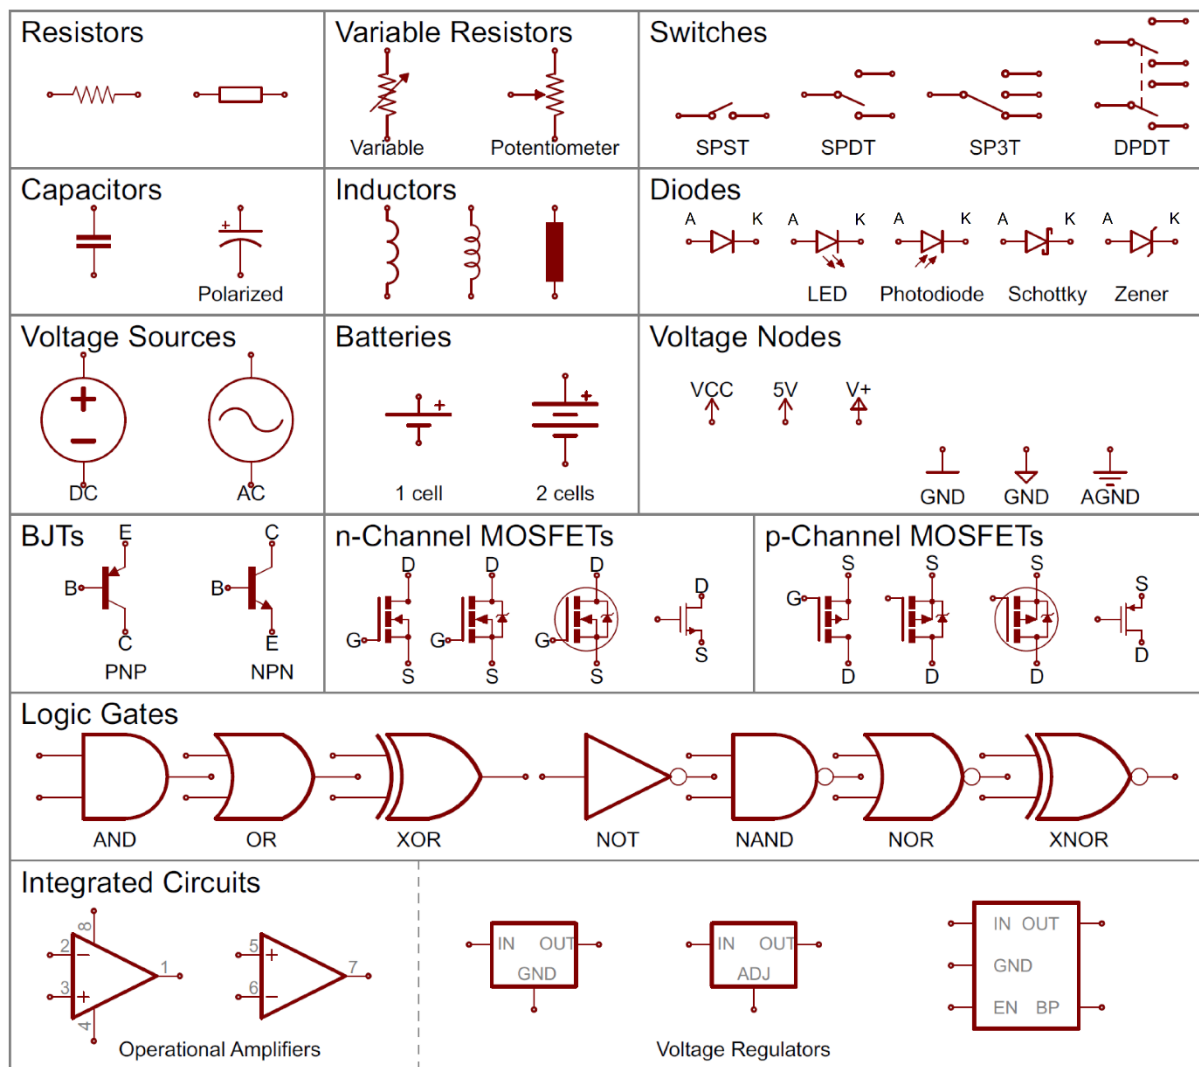 Resistors
Variable Resistors
Variable
Potentiometer
Switches
SPST
SPDT
SP3T
DPDT
Capacitors
+
Polarized
Inductors
Diodes
A K A K A K A K A K
LED
Photodiode
Schottky
Zener
Voltage Sources
+
−
DC
AC
Batteries
+ +
1 cell
2 cells
Voltage Nodes
VCC
5V
V+
GND
GND
AGND
BJTs
E
B
C
PNP
C
B
E
NPN
n-Channel MOSFETs
D D D D
G G G
S S S S
p-Channel MOSFETs
S S S S
G
D D D D
Logic Gates
AND
OR
XOR
NOT
NAND
NOR
XNOR
Integrated Circuits
8
2 −
1
3 +
4
5 +
7
6 −
Operational Amplifiers
IN OUT
GND
IN OUT
ADJ
IN OUT
GND
EN BP
Voltage Regulators